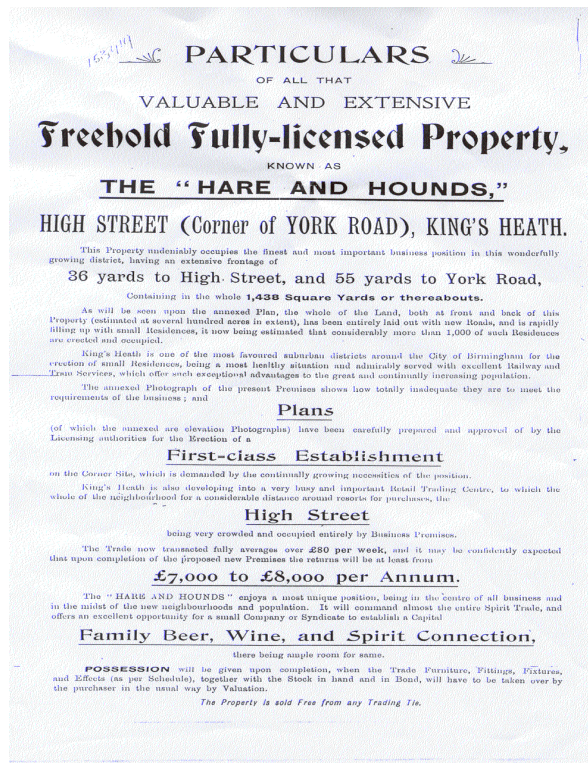 153419
PARTICULARS
OF ALL THAT
VALUABLE AND EXTENSIVE
Freehold Fully-licensed Property,
KNOWN AS
THE "HARE AND HOUNDS,"
HIGH STREET (Corner of YORK ROAD), KING'S HEATH.
This Property undeniably occupies the finest and most important business position in this wonderfully
growing district, having an extensive frontage of
36 yards to High Street, and 55 yards to York Road,
Containing in the whole 1,438 Square Yards or thereabouts.
As will be seen upon the annexed Plan, the whole of the Land, both at front and back of this
Property (estimated at several hundred acres in extent), has been entirely laid out with new Roads, and is rapidly
filling up with small Residences, it now being estimated that considerably more than 1,000 of such Residences
are erected and occupied.
King's Heath is one of the most favoured suburban districts around the City of Birmingham for the
erection of small Residences, being a most healthy situation and admirably served with excellent Railway and
Tram Services, which offer such exceptional advantages to the great and continually increasing population.
The annexed Photograph of the present Premises shows how totally inadequate they are to meet the
requirements of the business; and
Plans
(of which the annexed are elevation Photographs) have been carefully prepared and approved of by the
Licensing authorities for the Erection of a
First-class Establishment
on the Corner Site, which is demanded by the continually growing necessities of the position.
King's Heath is also developing into a very busy and important Retail Trading Centre, to which the
whole of the neighbourhood for a considerable distance around resorts for purchases, the
High Street
being very crowded and occupied entirely by Business Premises.
The Trade now transacted fully averages over £80 per week, and it may be confidently expected
that upon completion of the proposed new Premises the returns will be at least from
£7,000 to £8,000 per Annum.
The "HARE AND HOUNDS" enjoys a most unique position, being in the centre of all business and
in the midst of the new neighbourhoods and population. It will command almost the entire Spirit Trade, and
offers an excellent opportunity for a small Company or Syndicate to establish a Capital
Family Beer, Wine, and Spirit Connection,
there being ample room for same.
POSSESSION will be given upon completion, when the Trade Furniture, Fittings, Fixtures,
and Effects (as per Schedule), together with the Stock in hand and in Bond, will have to be taken over by
the purchaser in the usual way by Valuation.
The Property is sold Free from any Trading Tie.